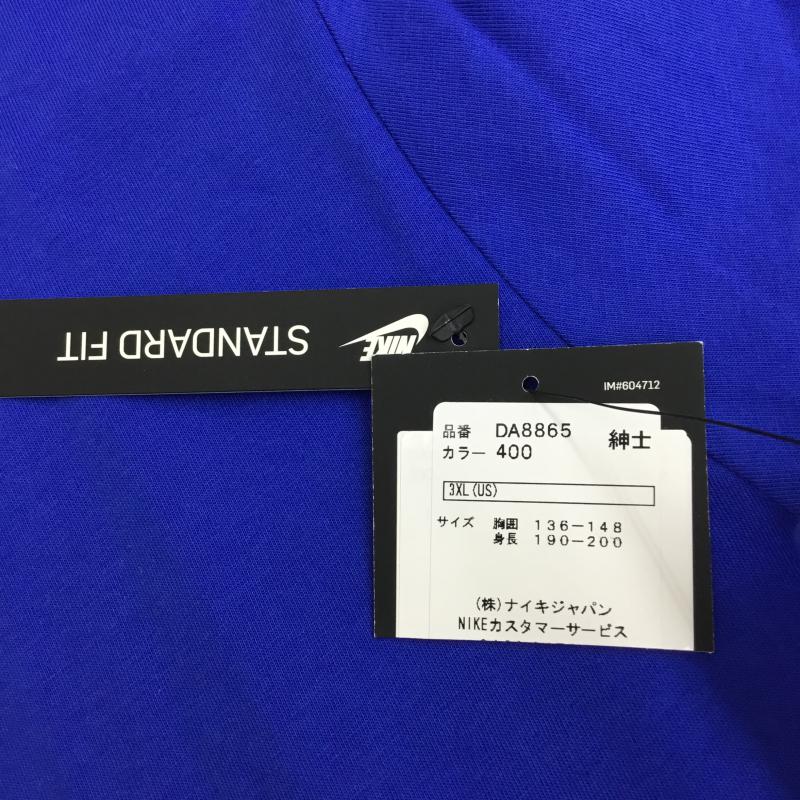 STANDARD FIT
NIKE
IM#604712
品番 DA8865 紳士
カラー 400
3XL(US)
サイズ 胸囲 136-148
身長 190-200
(株)ナイキジャパン
NIKEカスタマーサービス